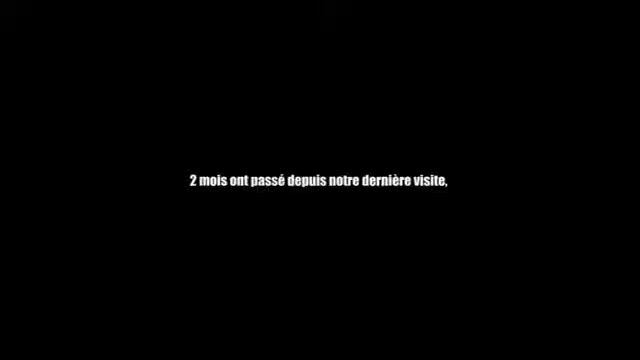 2 mois ont passé depuis notre dernière visite,